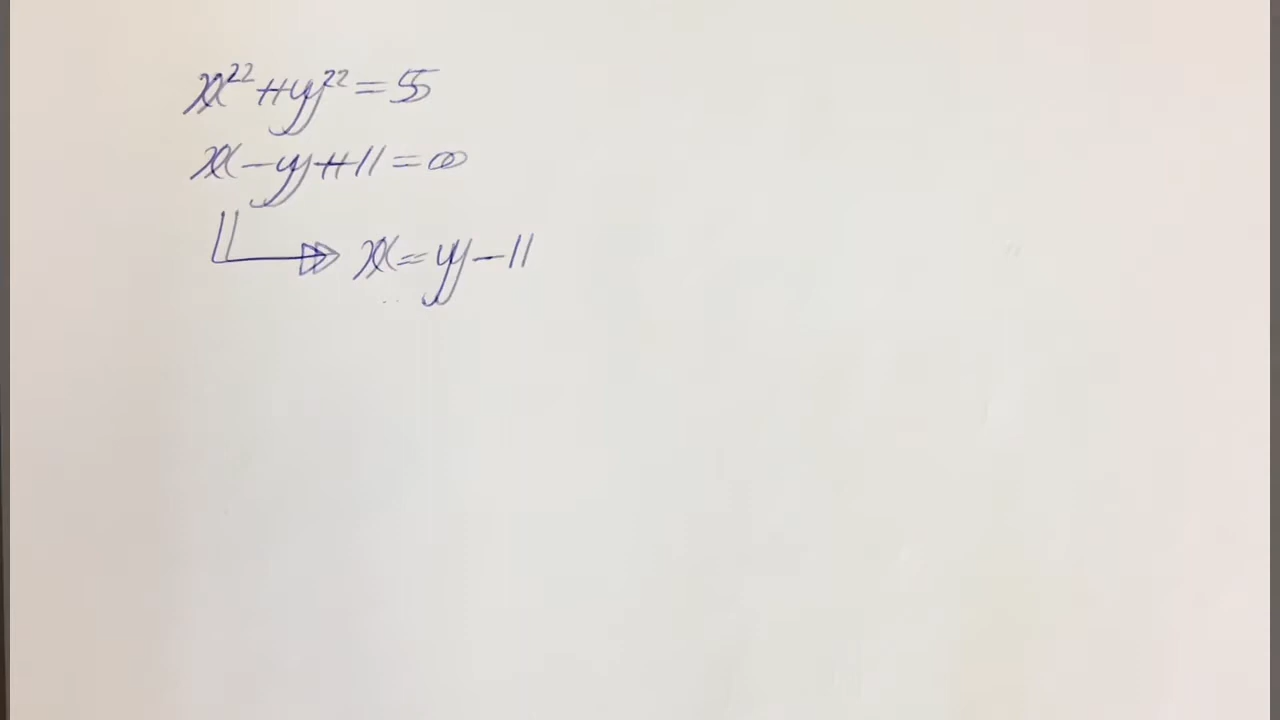 x² + y² = 5
x - y + 1 = 0
→ x = y - 1